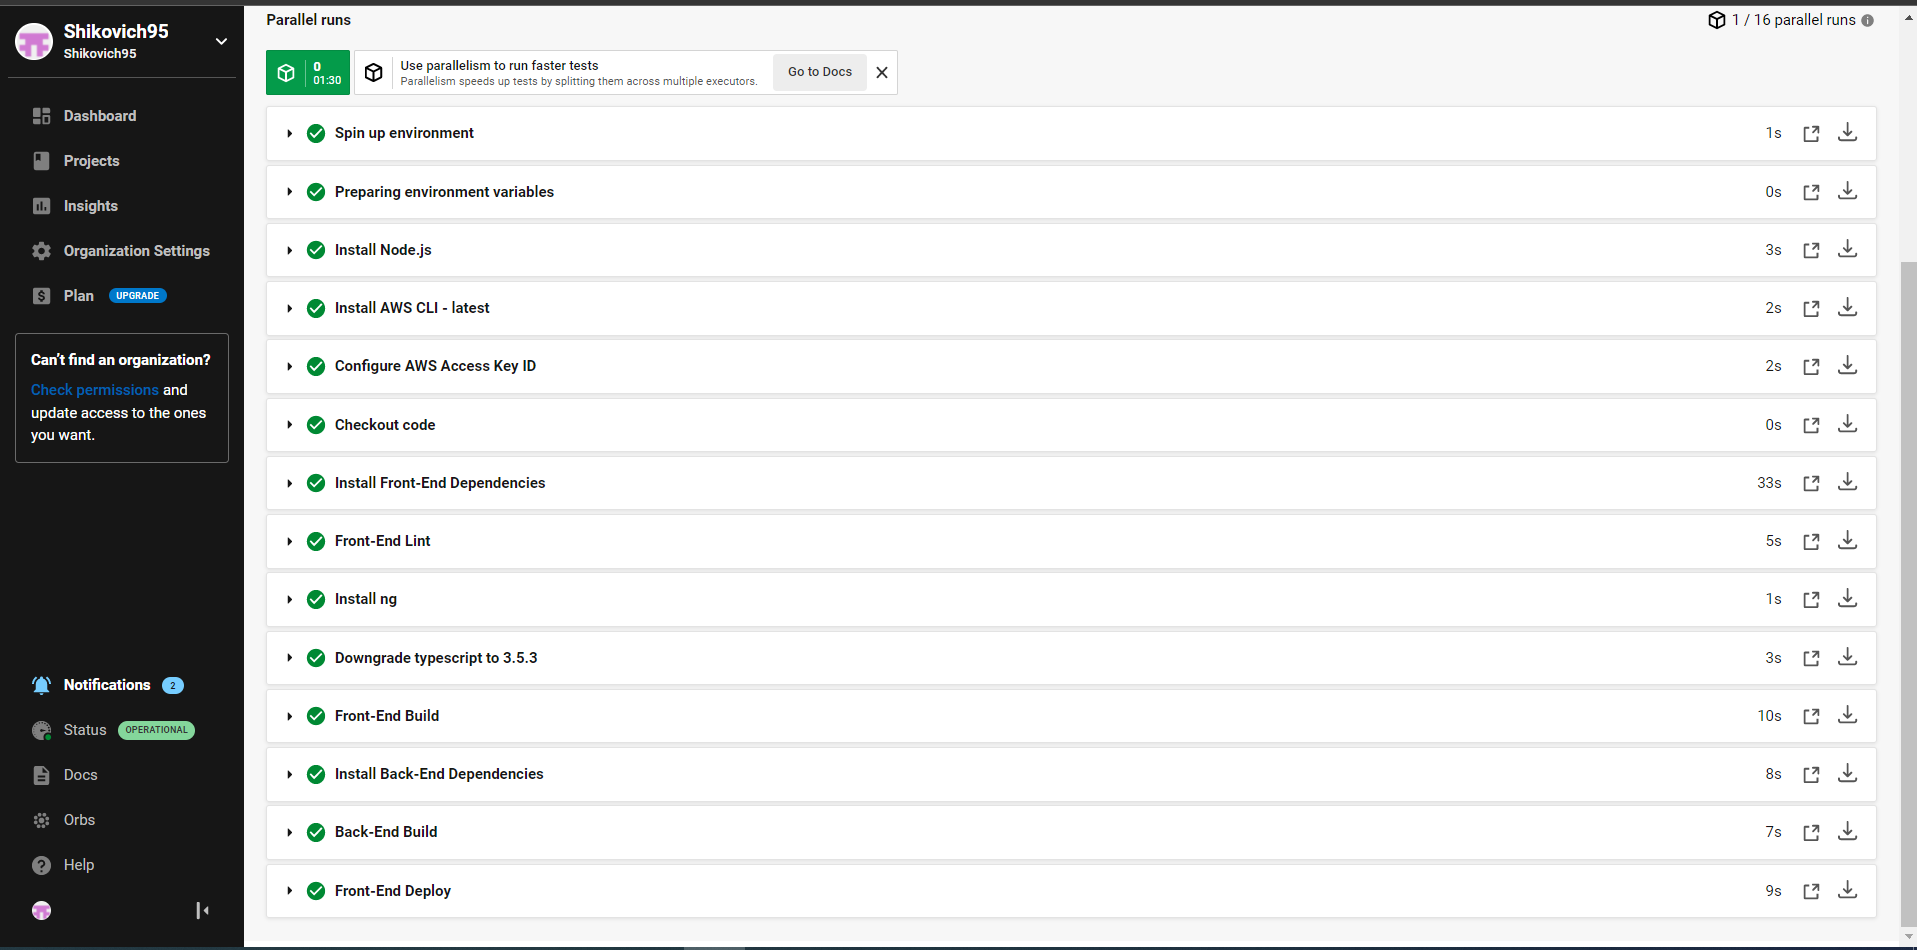 Shikovich95
Shikovich95
Dashboard
Projects
Insights
Organization Settings
Plan UPGRADE
Can't find an organization?
Check permissions and
update access to the ones
you want.
Notifications 2
Status OPERATIONAL
Docs
Orbs
Help
Parallel runs
1 / 16 parallel runs
0
01:30
Use parallelism to run faster tests
Parallelism speeds up tests by splitting them across multiple executors.
Go to Docs
Spin up environment 1s
Preparing environment variables 0s
Install Node.js 3s
Install AWS CLI - latest 2s
Configure AWS Access Key ID 2s
Checkout code 0s
Install Front-End Dependencies 33s
Front-End Lint 5s
Install ng 1s
Downgrade typescript to 3.5.3 3s
Front-End Build 10s
Install Back-End Dependencies 8s
Back-End Build 7s
Front-End Deploy 9s